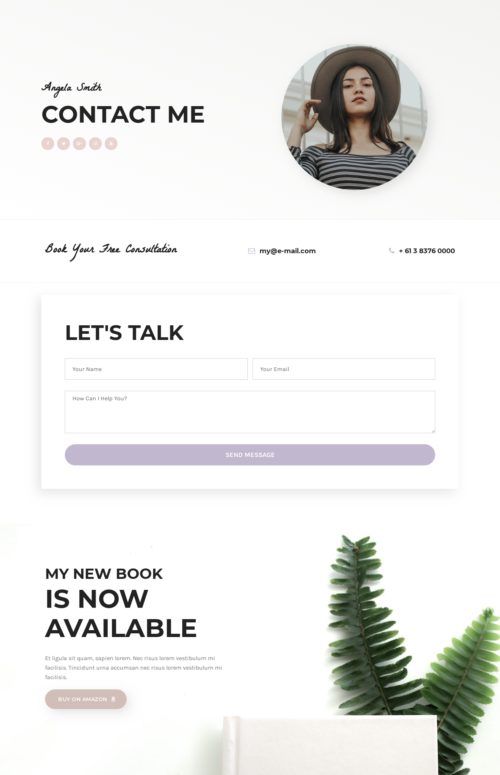 Angela Smith
CONTACT ME
Book Your Free Consultation
my@e-mail.com
+ 61 3 8376 0000
LET'S TALK
Your Name
Your Email
How Can I Help You?
SEND MESSAGE
MY NEW BOOK
IS NOW
AVAILABLE
Et ligula sit quam, sapien lorem. Nec risus lorem vestibulum mi
facilisis. Tincidunt urna accumsan nec risus lorem vestibulum mi
facilisis.
BUY ON AMAZON